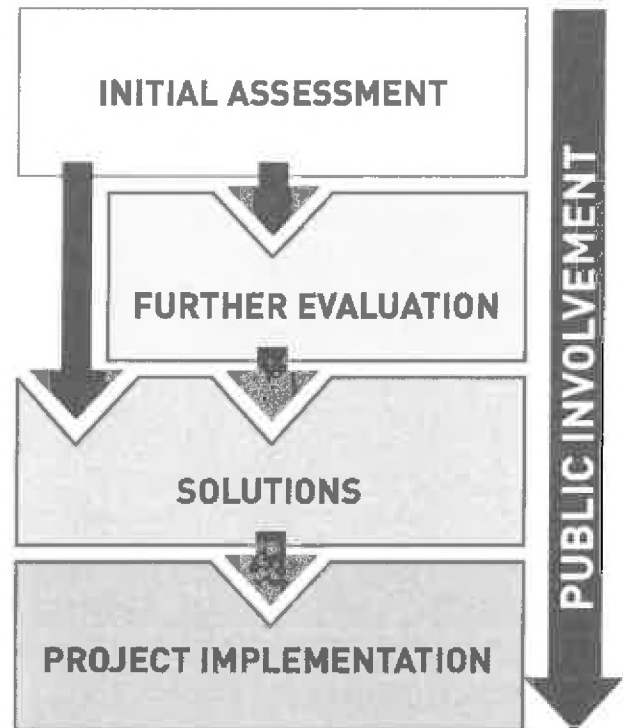 INITIAL ASSESSMENT
FURTHER EVALUATION
SOLUTIONS
PROJECT IMPLEMENTATION
PUBLIC INVOLVEMENT